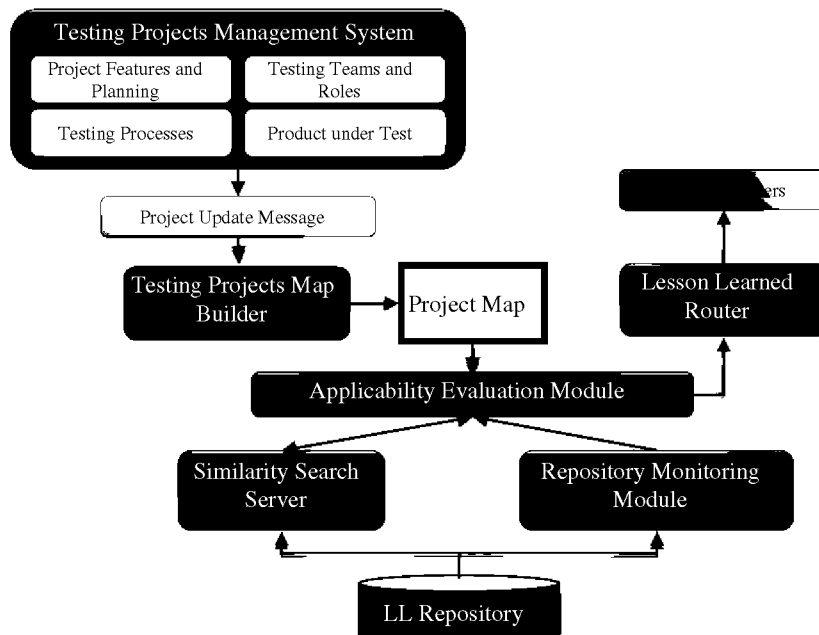 Testing Projects Management System
Project Features and
Planning
Testing Teams and
Roles
Testing Processes
Product under Test
Project Update Message
Testing Projects Map
Builder
Project Map
Lesson Learned
Router
Applicability Evaluation Module
Similarity Search
Server
Repository Monitoring
Module
LL Repository